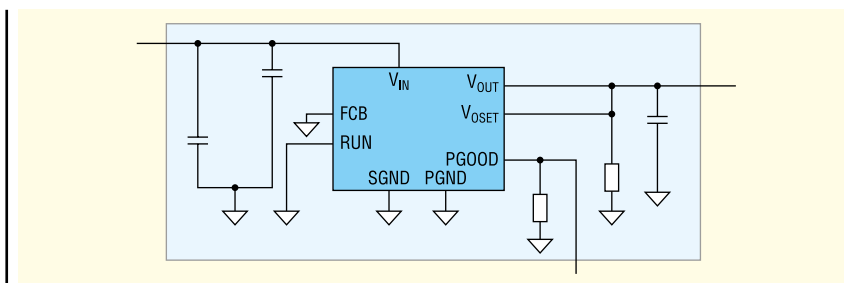 VIN
VOUT
FCB
VOSET
RUN
PGOOD
SGND
PGND